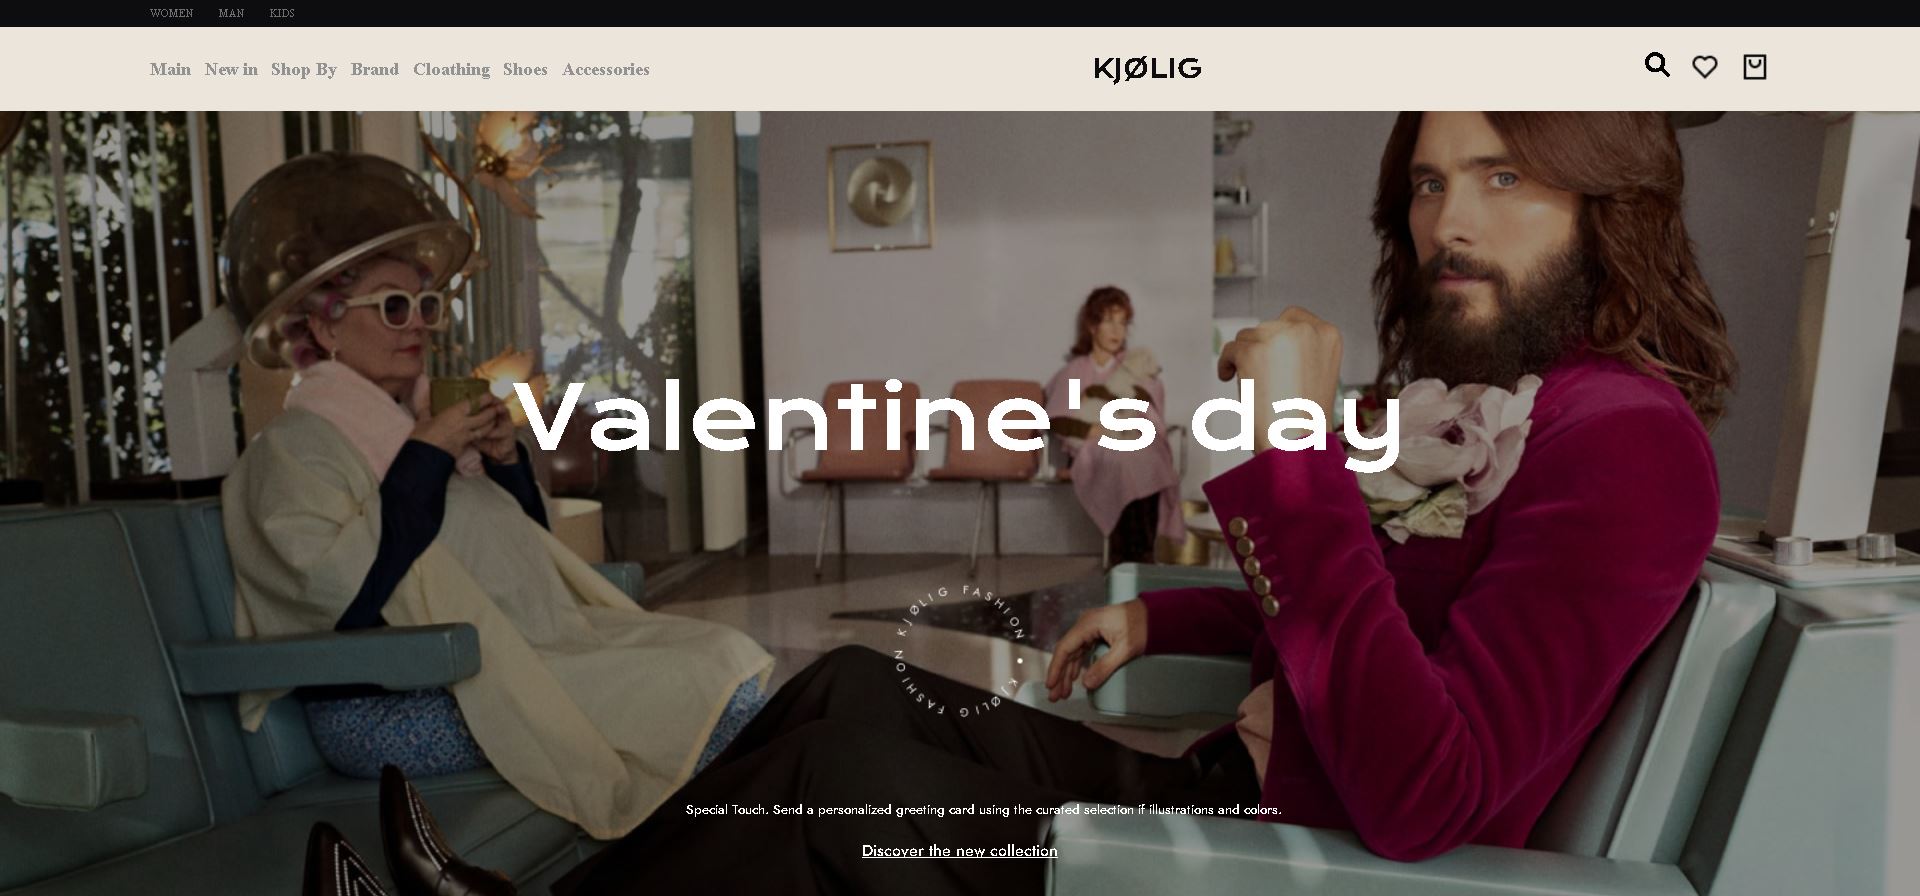 WOMEN MAN KIDS
Main New in Shop By Brand Cloathing Shoes Accessories
KJØLIG
Valentine's day
KJØLIG FASHION • KJØLIG FASHION
Special Touch. Send a personalized greeting card using the curated selection if illustrations and colors.
Discover the new collection